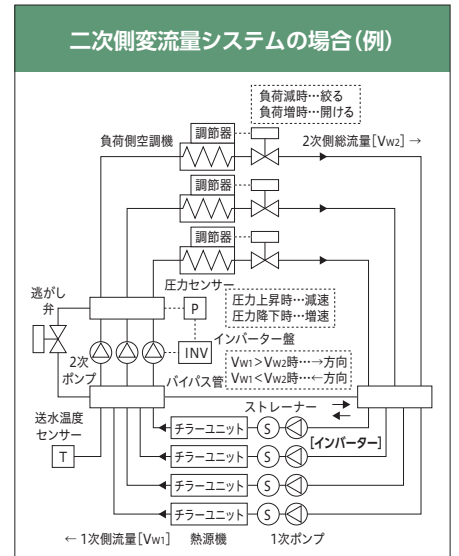 二次側変流量システムの場合(例)
負荷減時…絞る
負荷増時…開ける
負荷側空調機
調節器
2次側総流量[VW2] →
調節器
調節器
圧力センサー
逃がし
弁
P
圧力上昇時…減速
圧力降下時…増速
INV
インバーター盤
2次
ポンプ
VW1>VW2時…→方向
VW1<VW2時…←方向
バイパス管
送水温度
センサー
T
ストレーナー
[インバーター]
チラーユニット
S
チラーユニット
S
チラーユニット
S
チラーユニット
S
← 1次側流量[VW1]
熱源機
1次ポンプ